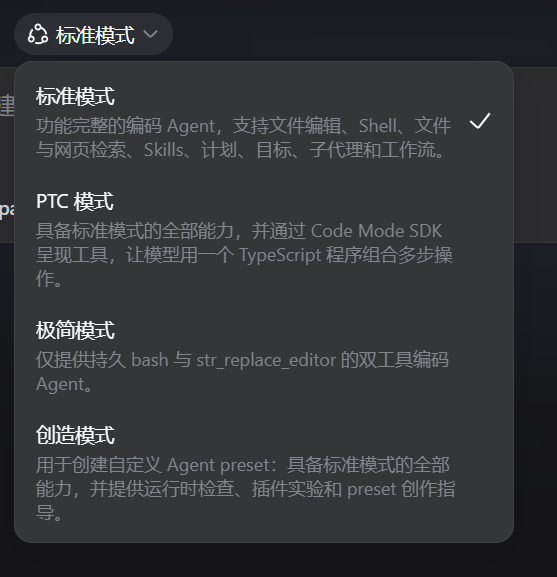 标准模式
建
pa
标准模式
功能完整的编码 Agent，支持文件编辑、Shell、文件
与网页检索、Skills、计划、目标、子代理和工作流。
PTC 模式
具备标准模式的全部能力，并通过 Code Mode SDK
呈现工具，让模型用一个 TypeScript 程序组合多步操
作。
极简模式
仅提供持久 bash 与 str_replace_editor 的双工具编码
Agent。
创造模式
用于创建自定义 Agent preset：具备标准模式的全部
能力，并提供运行时检查、插件实验和 preset 创作指
导。